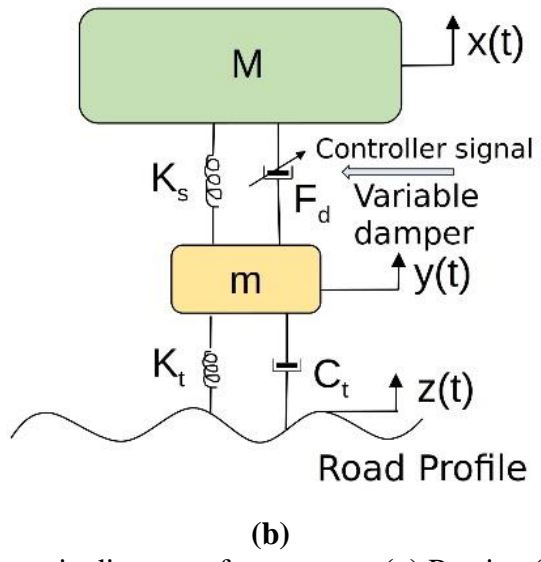 M
x(t)
Controller signal
K_s
F_d
Variable
damper
m
y(t)
K_t
C_t
z(t)
Road Profile
(b)